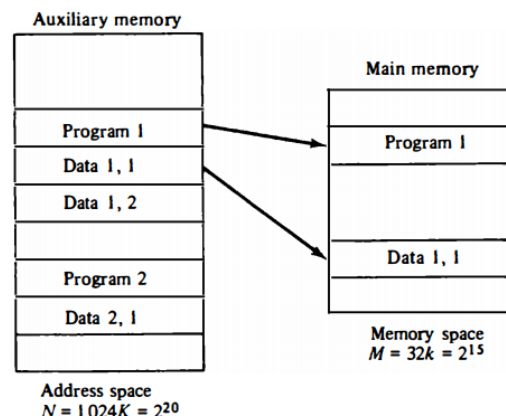 Auxiliary memory
Program 1
Data 1, 1
Data 1, 2
Program 2
Data 2, 1
Address space
N = 1024K = 2²⁰
Main memory
Program 1
Data 1, 1
Memory space
M = 32k = 2¹⁵